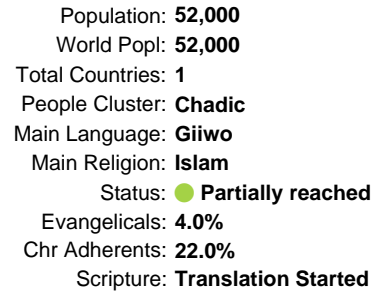 Population: 52,000
World Popl: 52,000
Total Countries: 1
People Cluster: Chadic
Main Language: Giiwo
Main Religion: Islam
Status: Partially reached
Evangelicals: 4.0%
Chr Adherents: 22.0%
Scripture: Translation Started